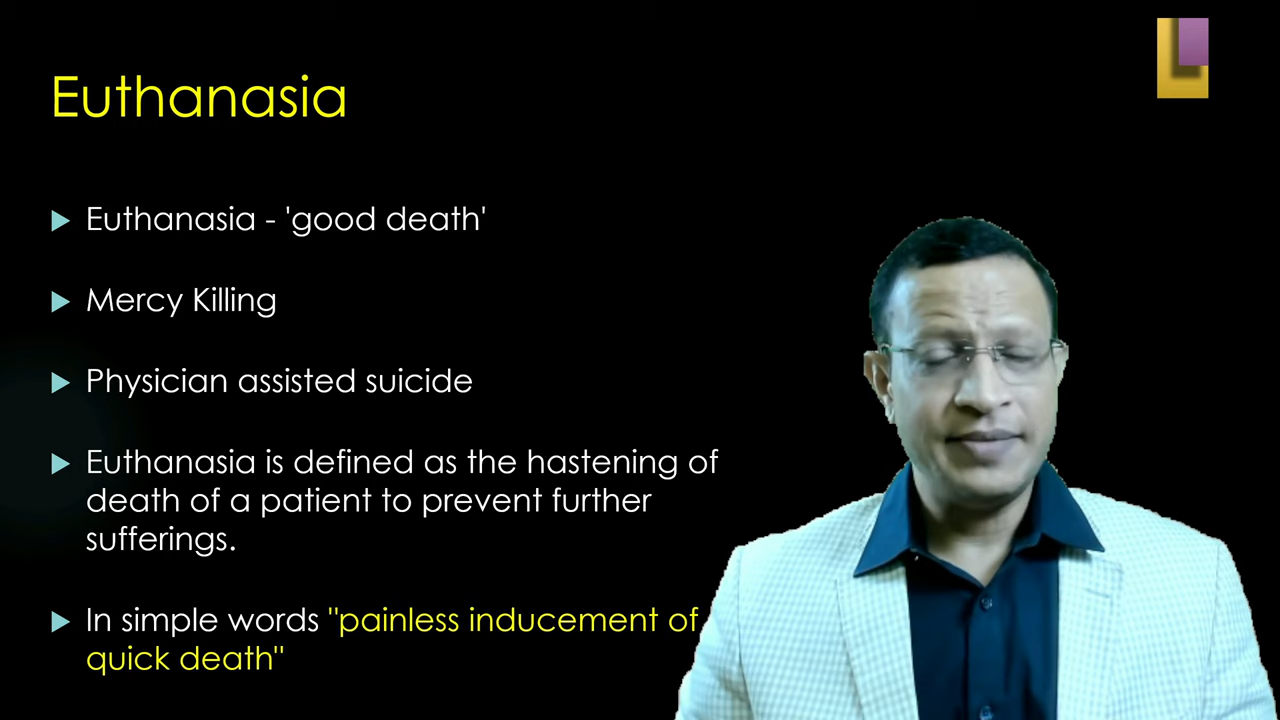 Euthanasia
Euthanasia - 'good death'
Mercy Killing
Physician assisted suicide
Euthanasia is defined as the hastening of
death of a patient to prevent further
sufferings.
In simple words "painless inducement of
quick death"